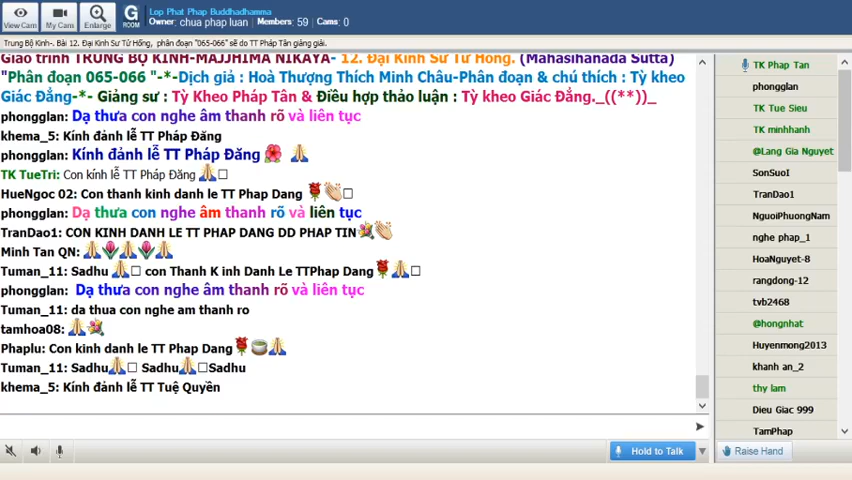 View Cam
My Cam
Enlarge
G
ROOM
Lop Phat Phap Buddhadhamma
Owner: chua phap luan Members: 59 Cams: 0
Trung Bộ Kinh-. Bài 12. Đại Kinh Sư Tử Hống, phân đoạn "065-066" sẽ do TT Pháp Tân giảng giải.
Giáo trình TRUNG BỘ KINH-MAJJHIMA NIKAYA- 12. Đại Kinh Sư Tử Hống. (Mahasihanada Sutta)
"Phân đoạn 065-066 "-*-Dịch giả : Hoà Thượng Thích Minh Châu-Phân đoạn & chú thích : Tỳ kheo
Giác Đẳng-*- Giảng sư : Tỳ Kheo Pháp Tân & Điều hợp thảo luận : Tỳ kheo Giác Đẳng._((**))_
phongglan: Dạ thưa con nghe âm thanh rõ và liên tục
khema_5: Kính đảnh lễ TT Pháp Đăng
phongglan: Kính đảnh lễ TT Pháp Đăng
TK TueTri: Con kính lễ TT Pháp Đăng
HueNgoc 02: Con thanh kinh danh le TT Phap Dang
phongglan: Dạ thưa con nghe âm thanh rõ và liên tục
TranDao1: CON KINH DANH LE TT PHAP DANG DD PHAP TIN
Minh Tan QN:
Tuman_11: Sadhu con Thanh K inh Danh Le TTPhap Dang
phongglan: Dạ thưa con nghe âm thanh rõ và liên tục
Tuman_11: da thua con nghe am thanh ro
tamhoa08:
Phaplu: Con kinh danh le TT Phap Dang
Tuman_11: Sadhu Sadhu Sadhu
khema_5: Kính đảnh lễ TT Tuệ Quyền
Hold to Talk
TK Phap Tan
phongglan
TK Tue Sieu
TK minhhanh
@Lang Gia Nguyet
SonSuoI
TranDao1
NguoiPhuongNam
nghe phap_1
HoaNguyet-8
rangdong-12
tvb2468
@hongnhat
Huyenmong2013
khanh an_2
thy lam
Dieu Giac 999
TamPhap
Raise Hand